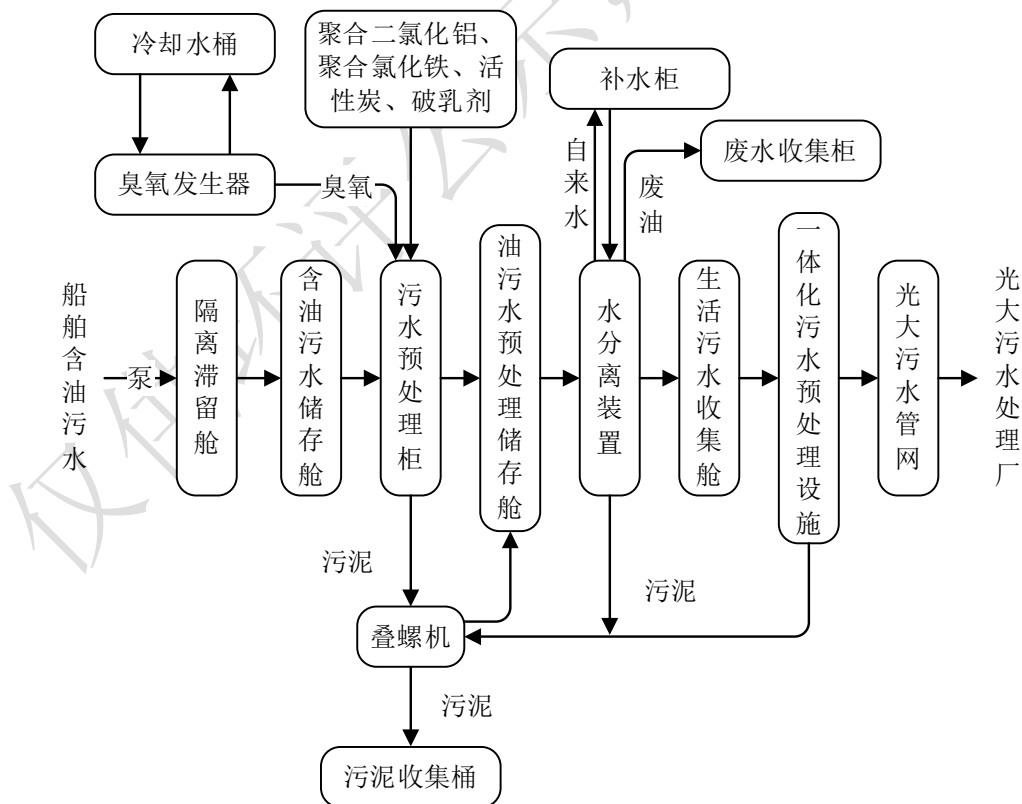 冷却水桶
聚合二氯化铝、
聚合氯化铁、活
性炭、破乳剂
补水柜
废水收集柜
臭氧发生器
臭氧
自来水
废油
船舶含油污水
泵
隔离滞留舱
含油污水储存舱
污水预处理柜
油污水预处理储存舱
水分离装置
生活污水收集舱
一体化污水预处理设施
光大污水管网
光大污水处理厂
污泥
污泥
叠螺机
污泥
污泥收集桶
仅供环评公示